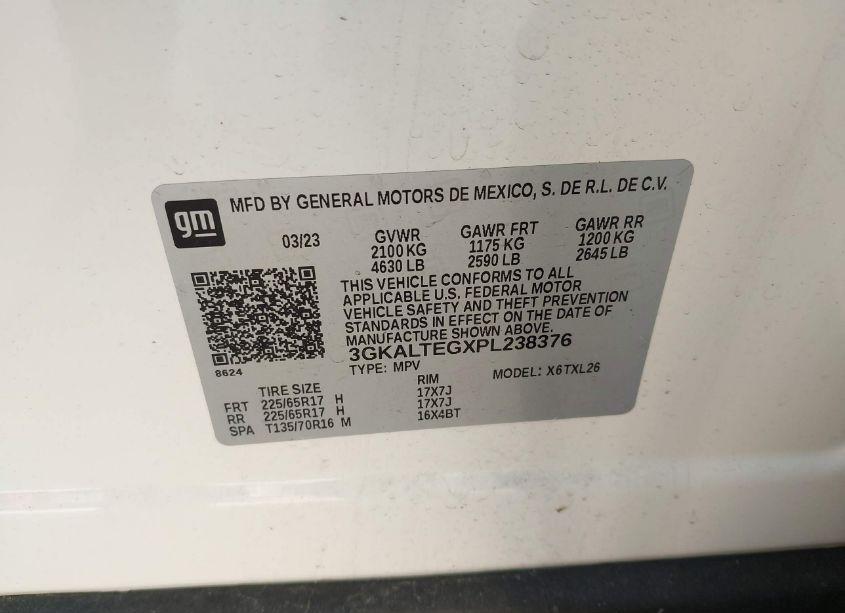 gm
MFD BY GENERAL MOTORS DE MEXICO, S. DE R.L. DE C.V.
03/23 GVWR GAWR FRT GAWR RR
2100 KG 1175 KG 1200 KG
4630 LB 2590 LB 2645 LB
THIS VEHICLE CONFORMS TO ALL
APPLICABLE U.S. FEDERAL MOTOR
VEHICLE SAFETY AND THEFT PREVENTION
STANDARDS IN EFFECT ON THE DATE OF
MANUFACTURE SHOWN ABOVE.
3GKALTEGXPL238376
8624
TYPE: MPV MODEL: X6TXL26
TIRE SIZE RIM
FRT 225/65R17 H 17X7J
RR 225/65R17 H 17X7J
SPA T135/70R16 M 16X4BT